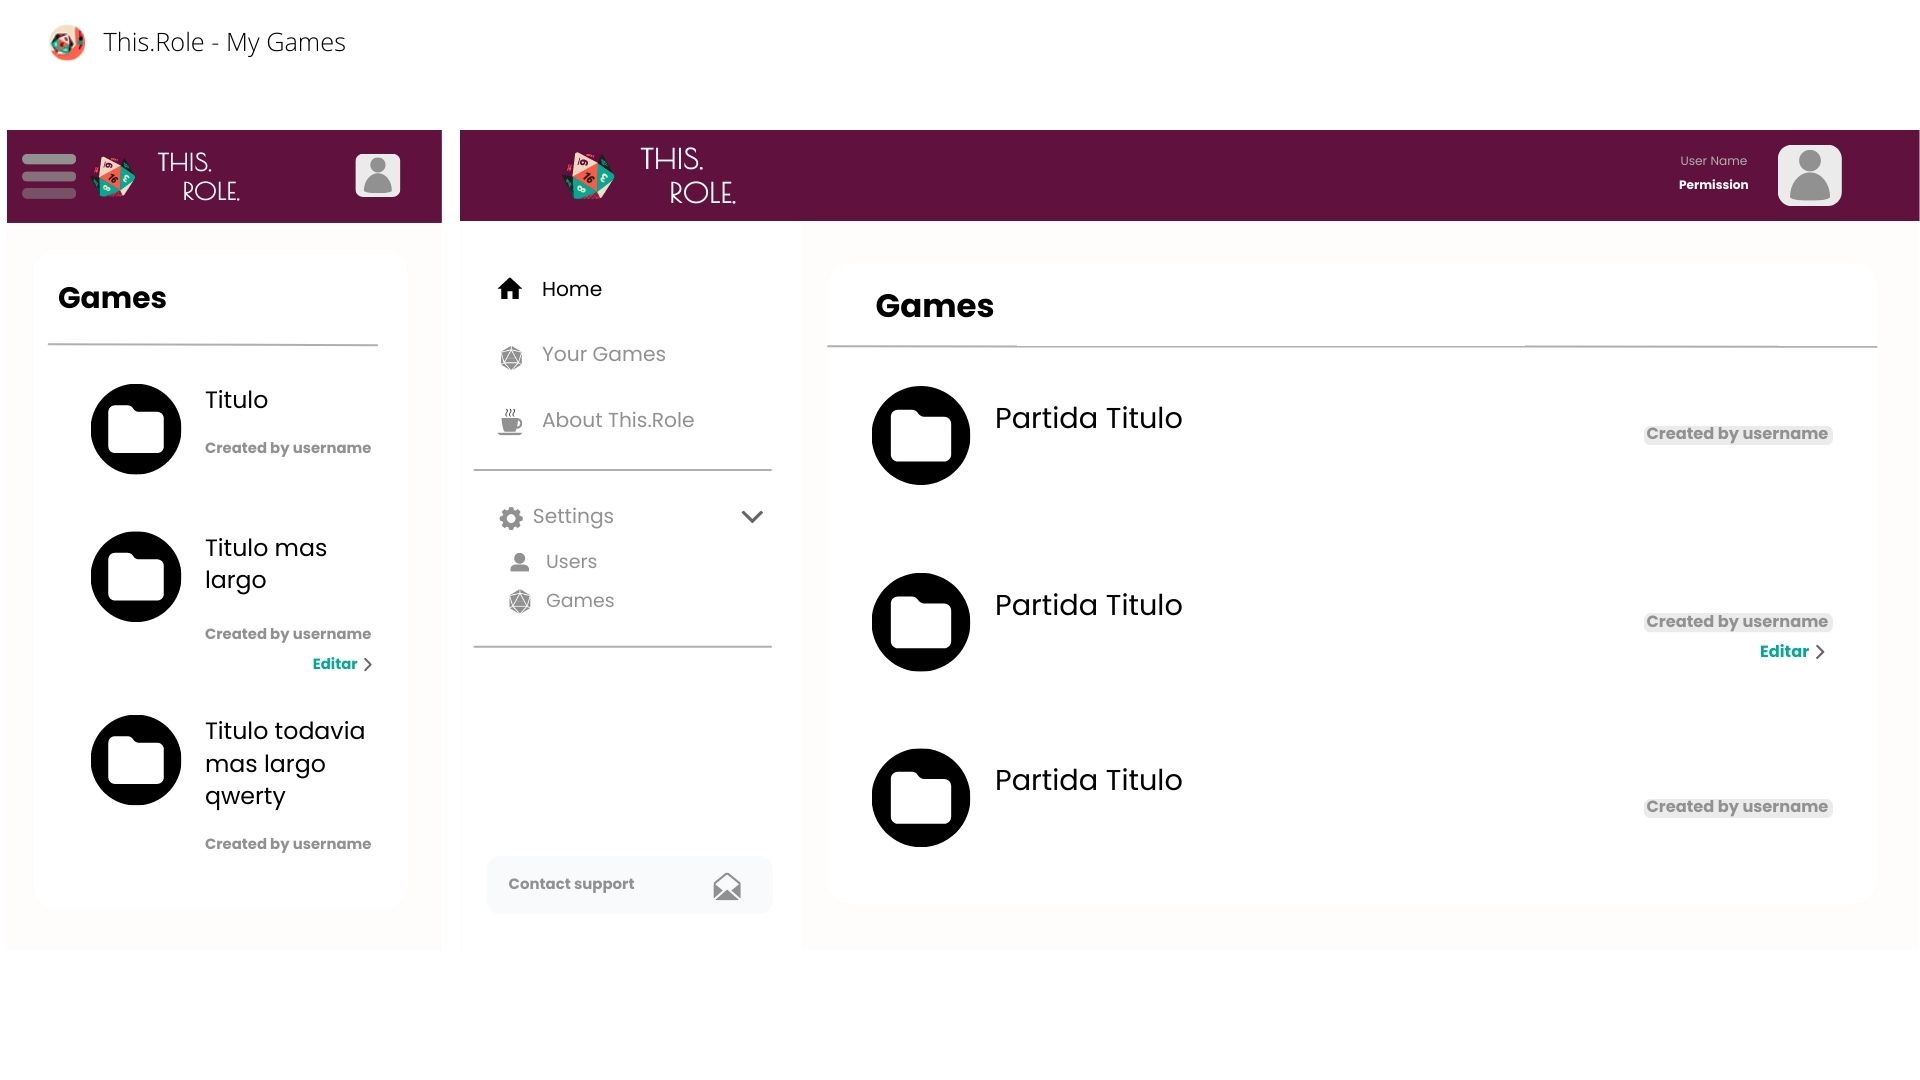 This.Role - My Games
THIS.
ROLE.
Games
Titulo
Created by username
Titulo mas
largo
Created by username
Editar
Titulo todavia
mas largo
qwerty
Created by username
THIS.
ROLE.
User Name
Permission
Home
Your Games
About This.Role
Settings
Users
Games
Contact support
Games
Partida Titulo
Created by username
Partida Titulo
Created by username
Editar
Partida Titulo
Created by username